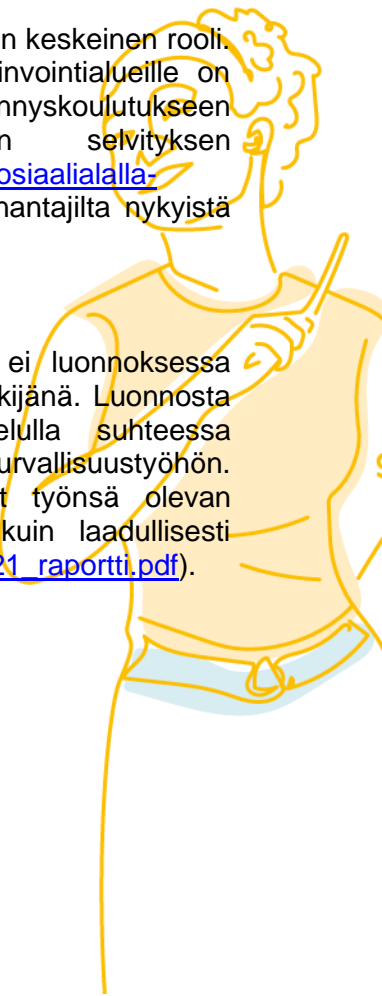 n keskeinen rooli.
invointialueille on
nnyskoulutukseen
n selvityksen
osiaalialalla-
nantajilta nykyistä
ei luonnoksessa
kijänä. Luonnosta
elulla suhteessa
urvallisuustyöhön.
t työnsä olevan
kuin laadullisesti
21_raportti.pdf).